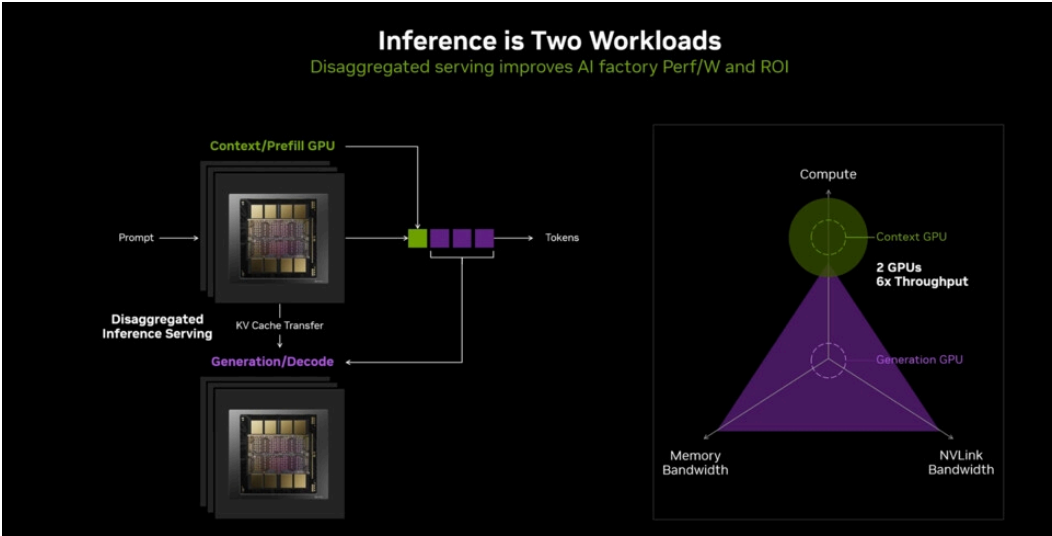 Inference is Two Workloads
Disaggregated serving improves AI factory Perf/W and ROI
Context/Prefill GPU
Prompt
Tokens
Disaggregated
Inference Serving
KV Cache Transfer
Generation/Decode
Compute
Context GPU
2 GPUs
6x Throughput
Generation GPU
Memory
Bandwidth
NVLink
Bandwidth